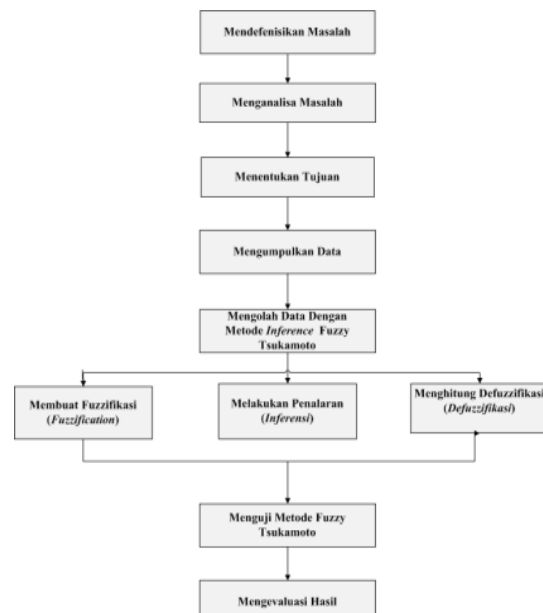 Mendefenisikan Masalah
Menganalisa Masalah
Menentukan Tujuan
Mengumpulkan Data
Mengolah Data Dengan
Metode Inference Fuzzy
Tsukamoto
Membuat Fuzzifikasi
(Fuzzification)
Melakukan Penalaran
(Inferensi)
Menghitung Defuzzifikasi
(Defuzzifikasi)
Menguji Metode Fuzzy
Tsukamoto
Mengevaluasi Hasil